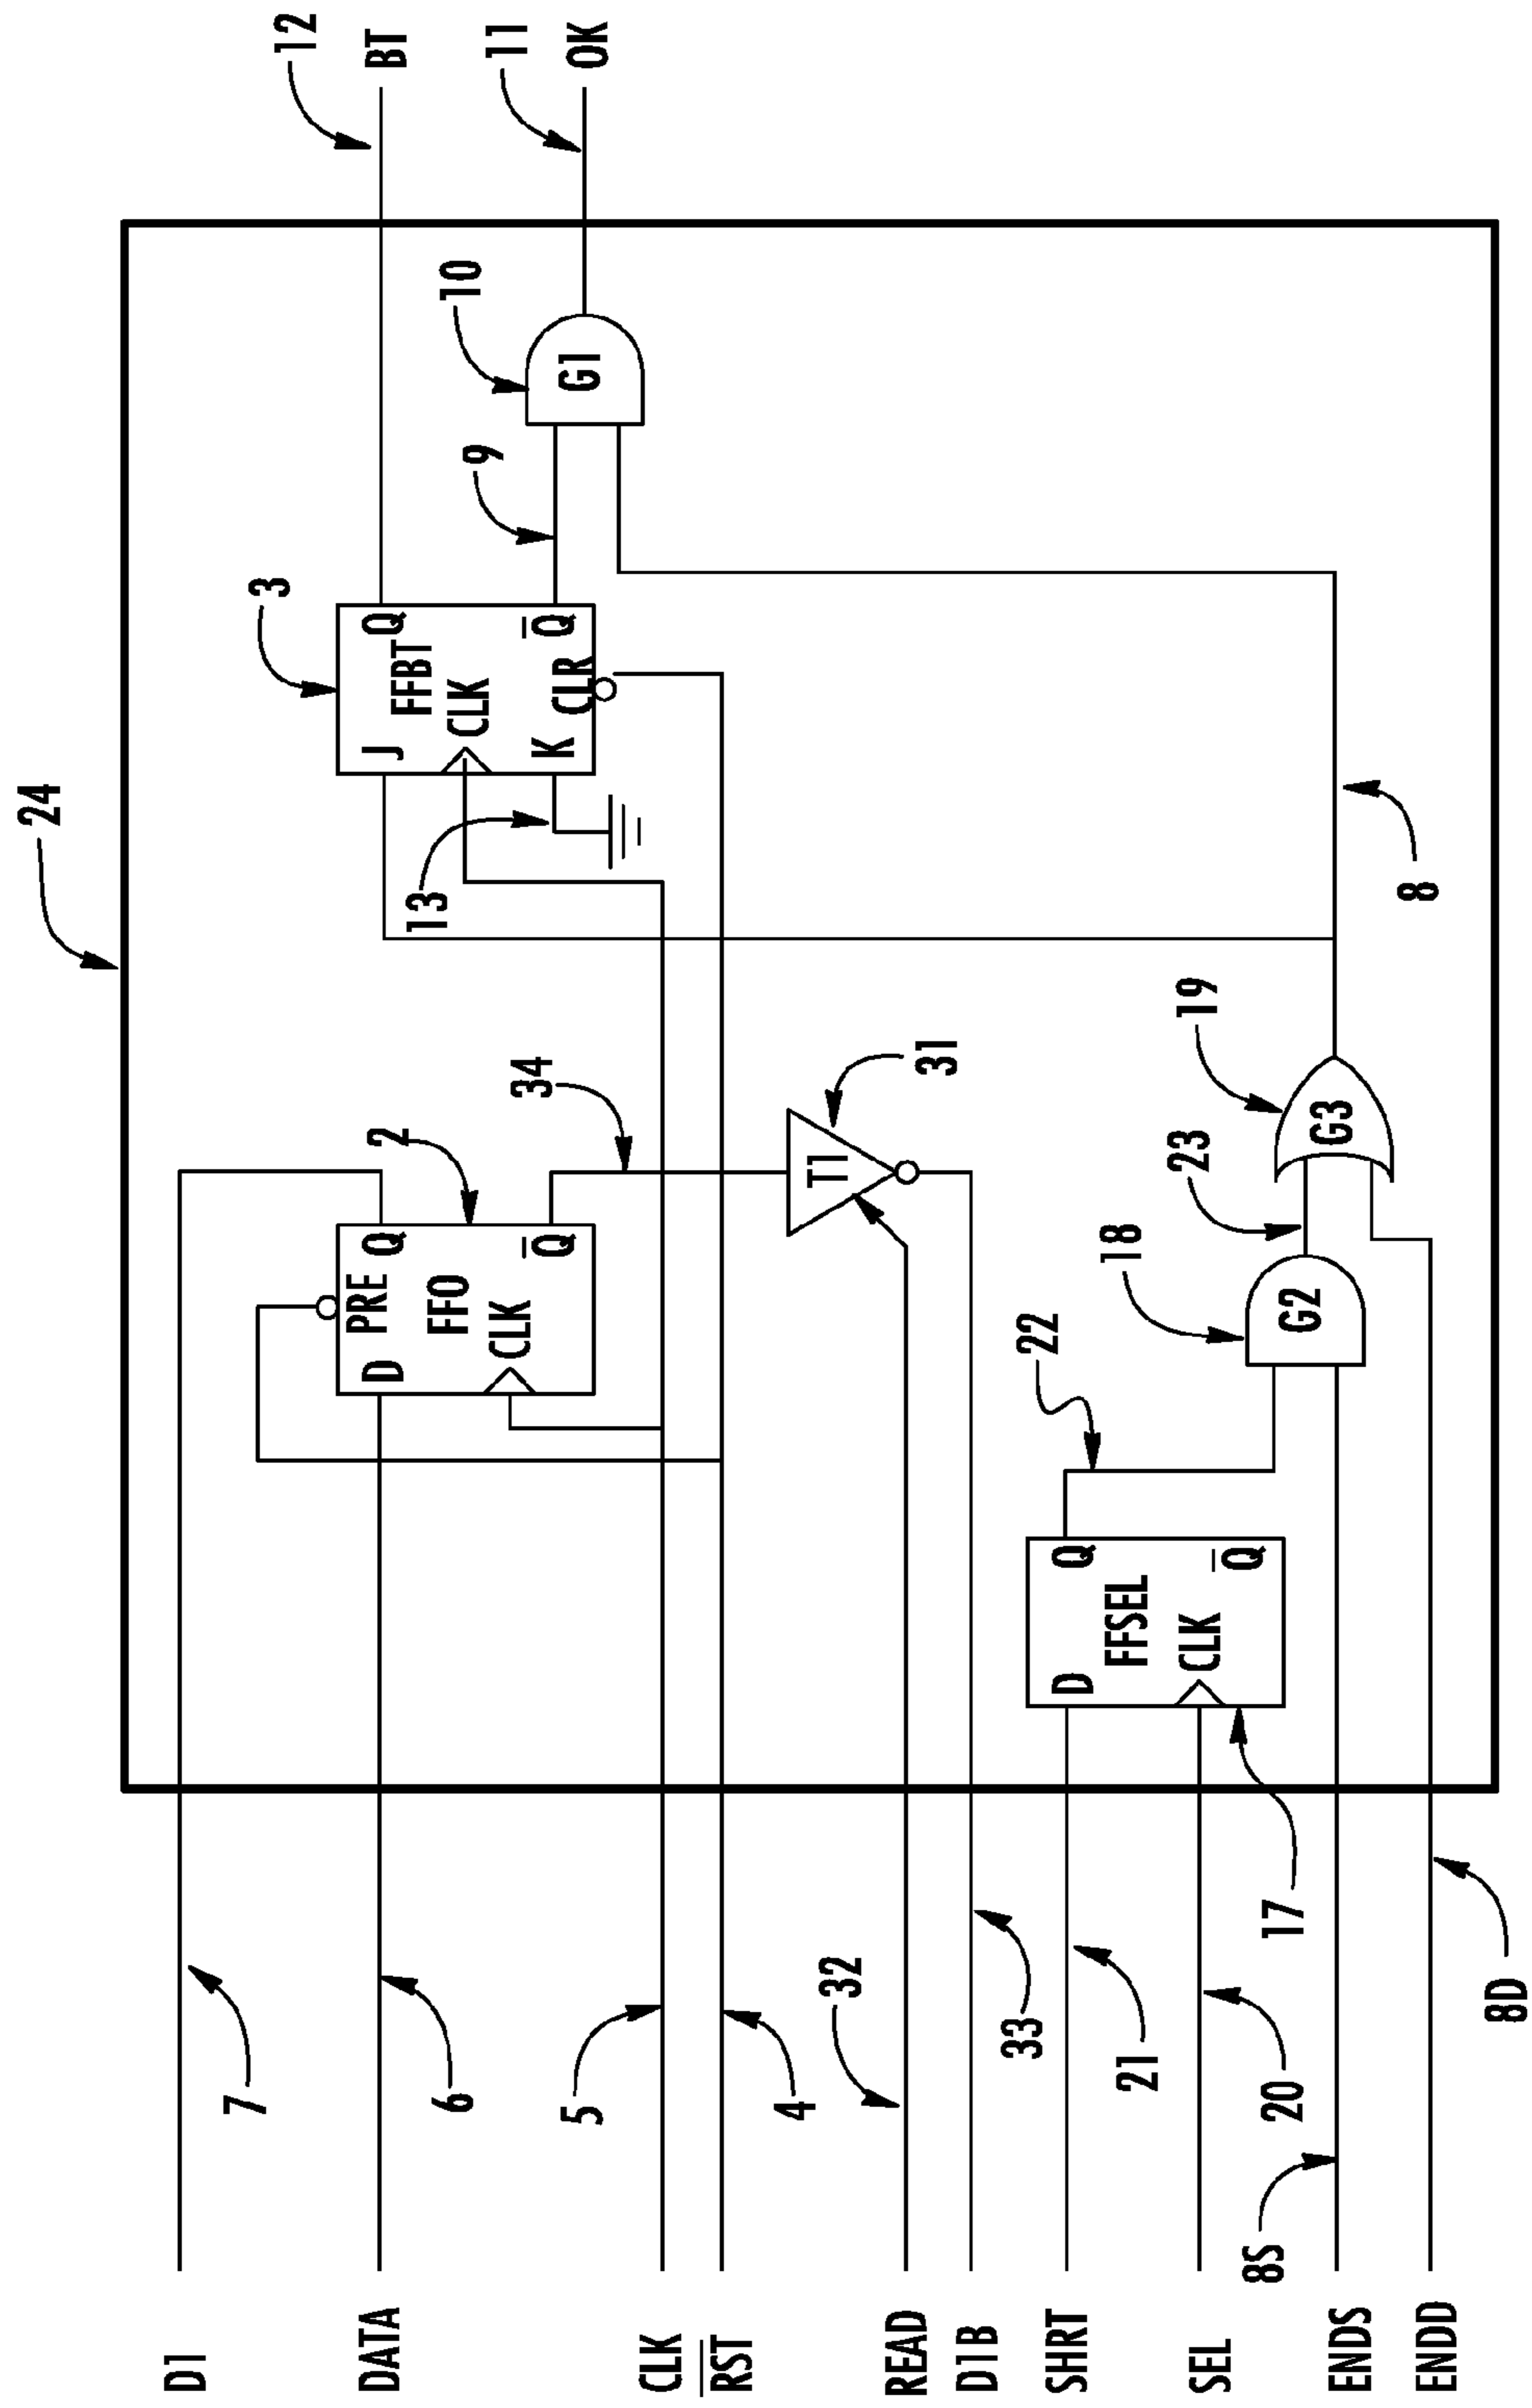 24
12
BT
11
OK
10
G1
9
3
Q
FFBT
J
CLK
Q
CLR
K
13
8
2
34
D
PRE
Q
FFO
CLK
Q
T1
31
19
G3
23
18
G2
22
D
Q
FFSEL
CLK
Q
17
7
6
5
4
32
33
21
20
8S
8D
D1
DATA
CLK
RST
READ
D1B
SHRT
SEL
ENDS
ENDD